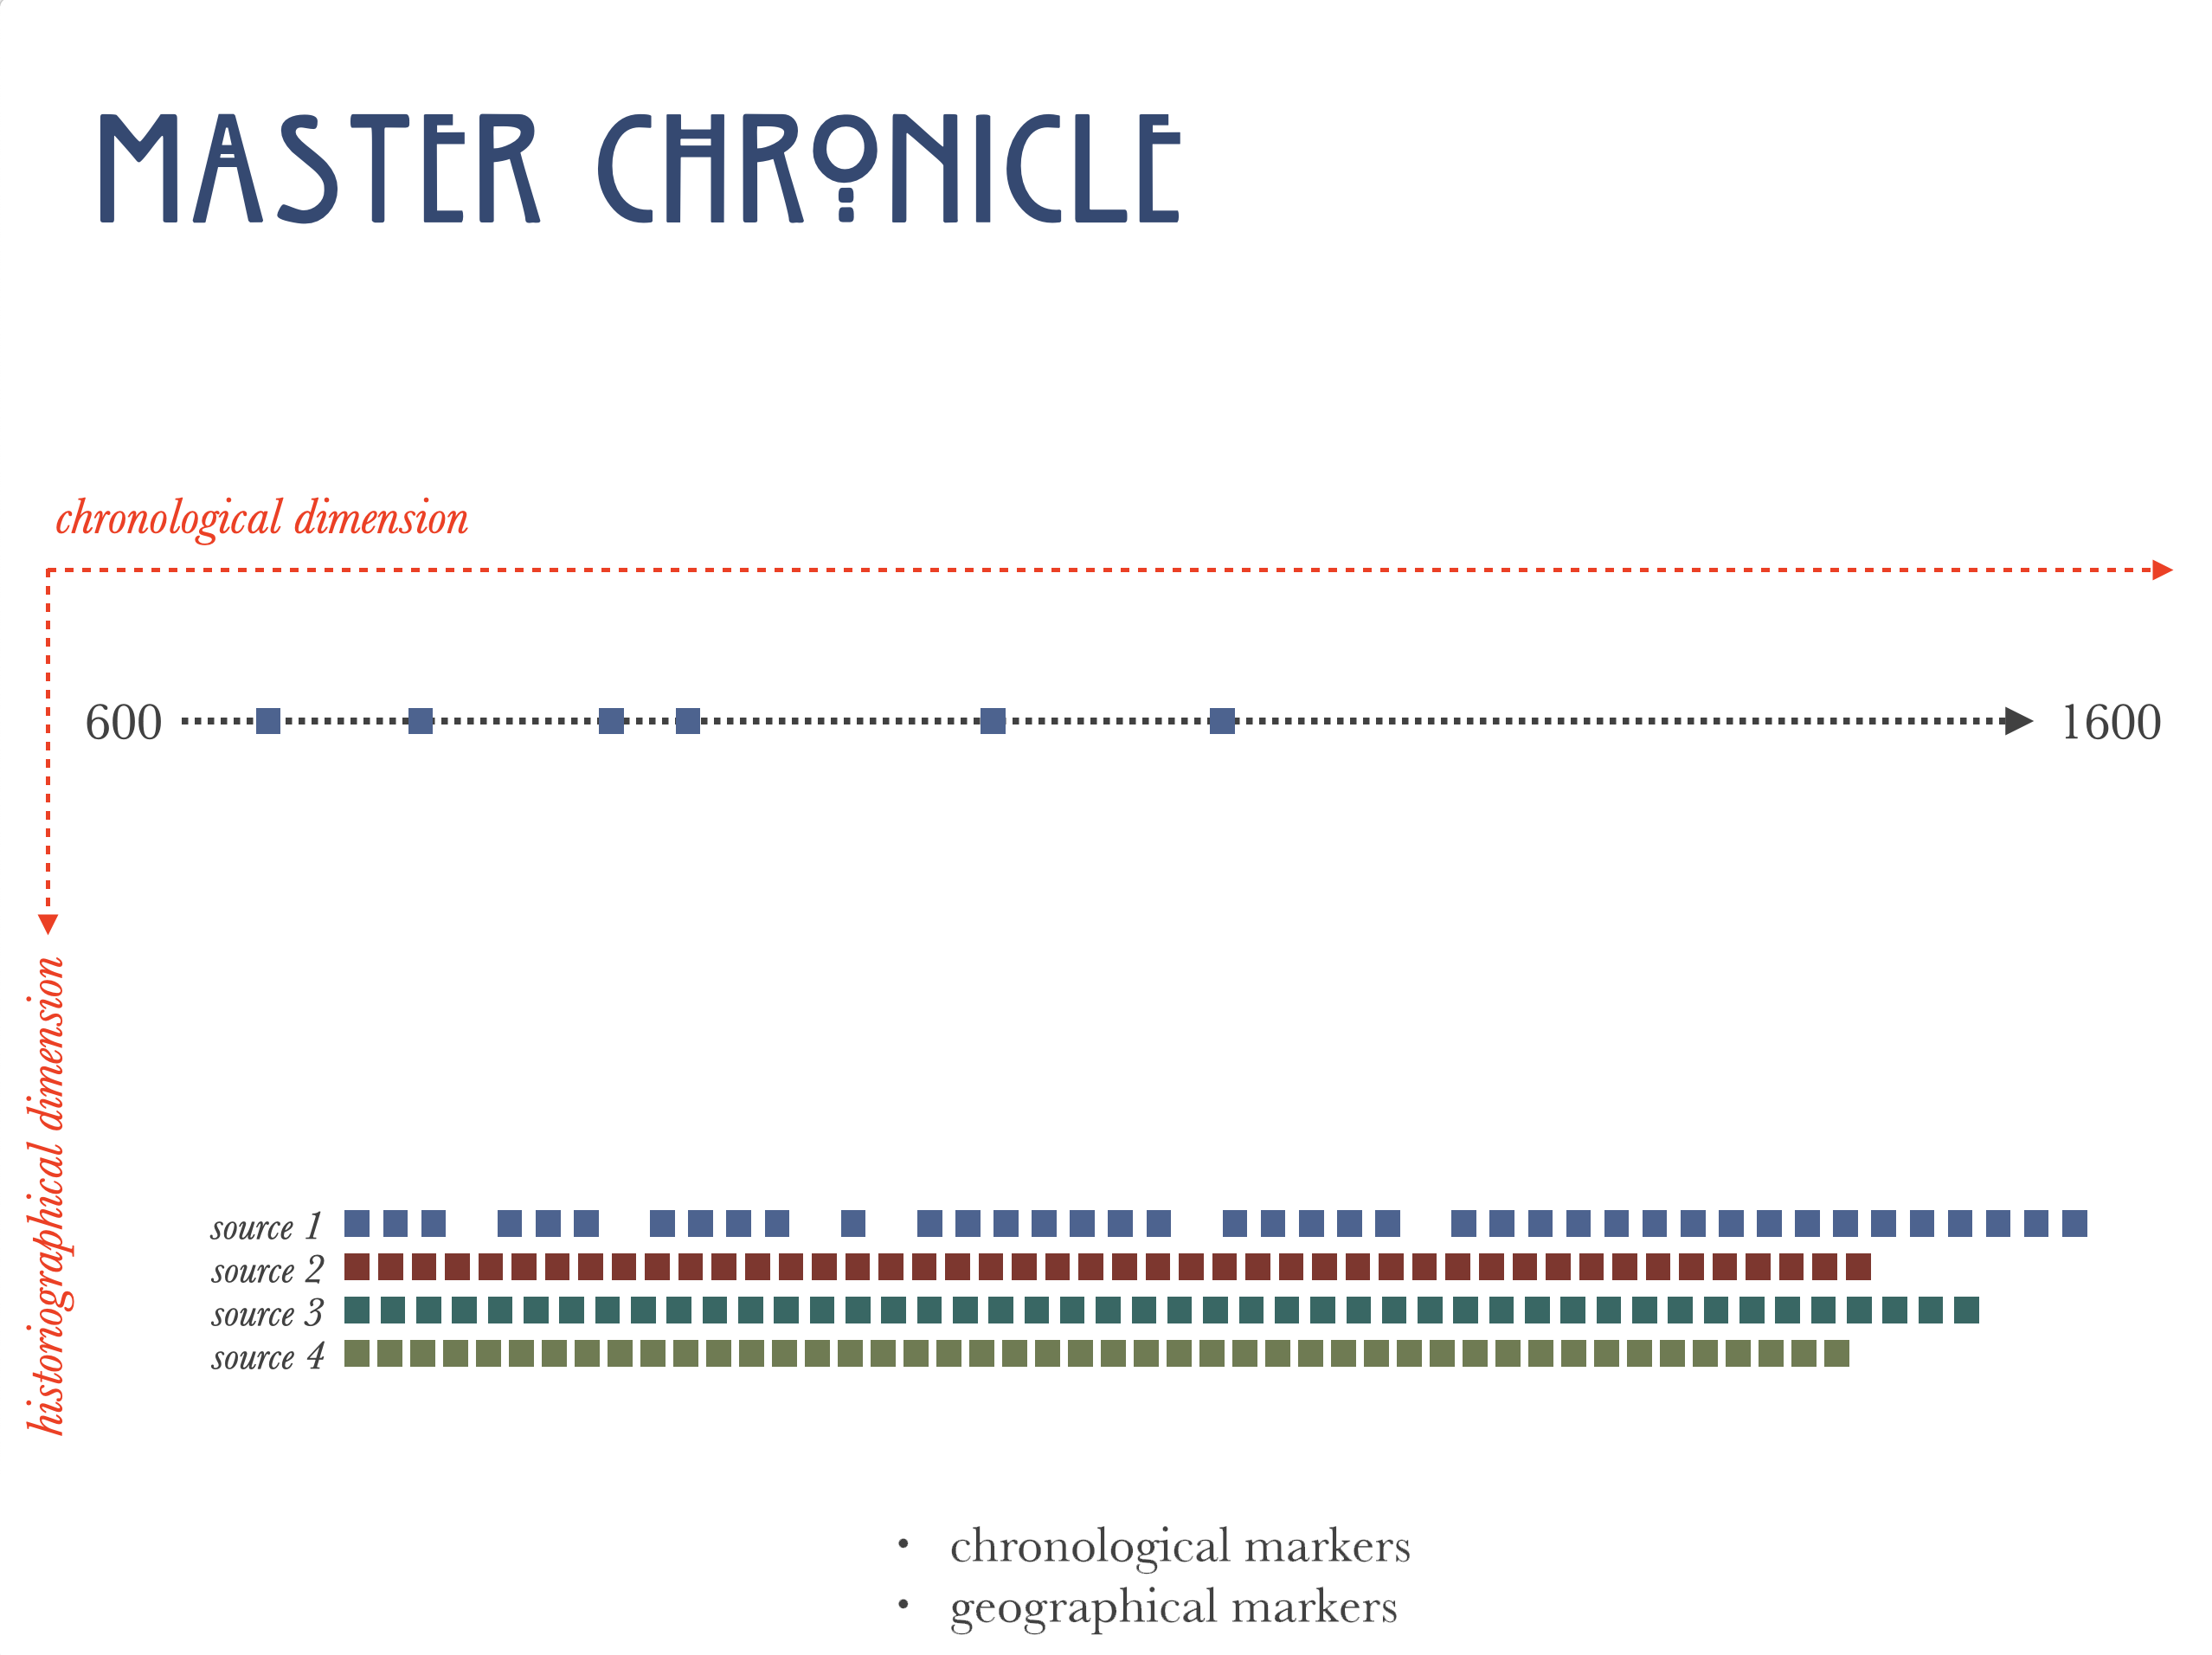 MASTER CHRONICLE
chronological dimension
600
1600
historiographical dimension
source 1
source 2
source 3
source 4
• chronological markers
• geographical markers